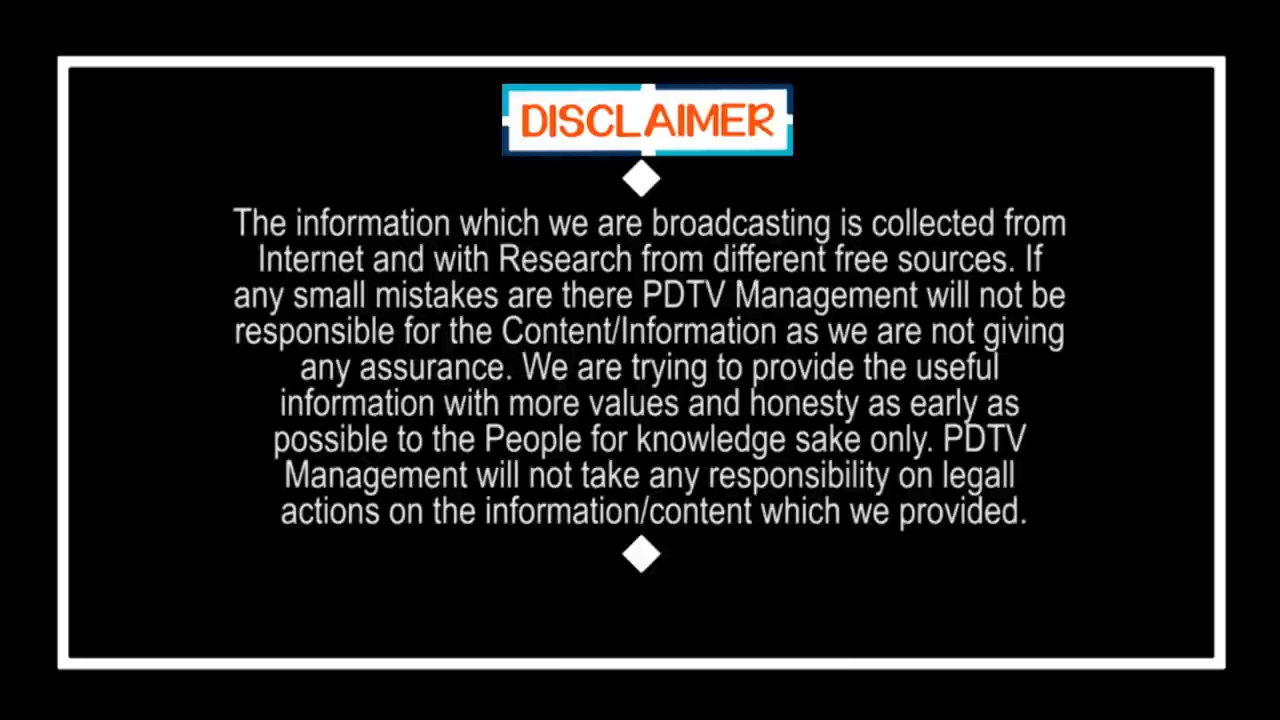 DISCLAIMER
The information which we are broadcasting is collected from
Internet and with Research from different free sources. If
any small mistakes are there PDTV Management will not be
responsible for the Content/Information as we are not giving
any assurance. We are trying to provide the useful
information with more values and honesty as early as
possible to the People for knowledge sake only. PDTV
Management will not take any responsibility on legall
actions on the information/content which we provided.